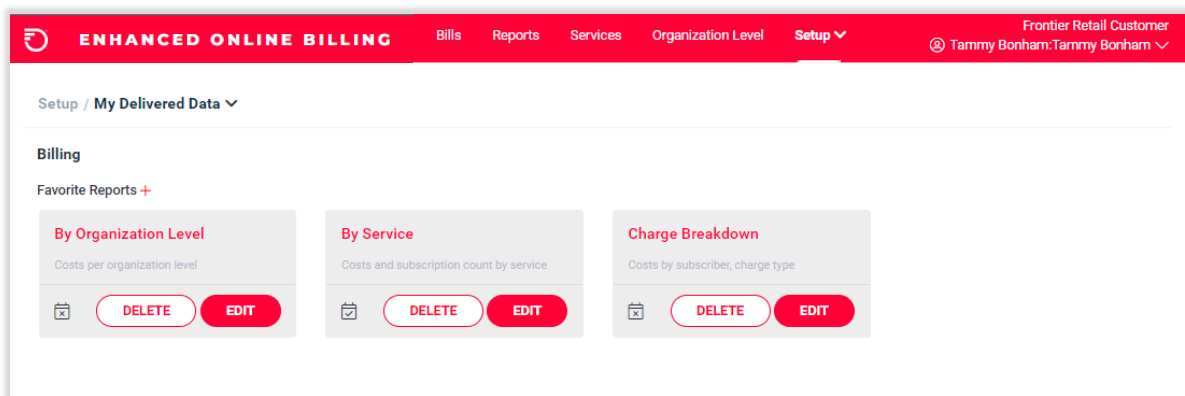 ENHANCED ONLINE BILLING
Bills Reports Services Organization Level Setup
Frontier Retail Customer
Tammy Bonham:Tammy Bonham
Setup / My Delivered Data
Billing
Favorite Reports +
By Organization Level
Costs per organization level
DELETE EDIT
By Service
Costs and subscription count by service
DELETE EDIT
Charge Breakdown
Costs by subscriber, charge type
DELETE EDIT